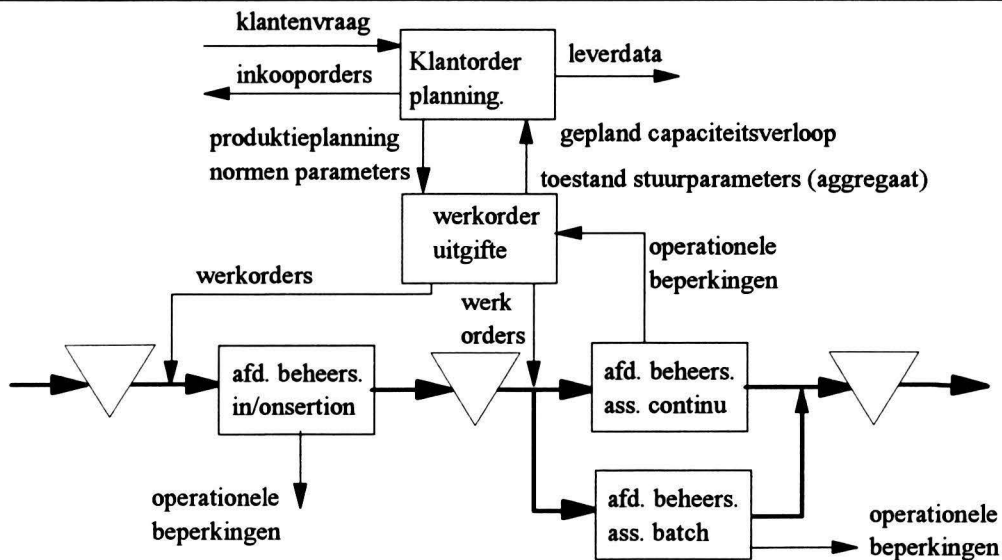 klantenvraag
inkooporders
Klantorder
planning.
leverdata
produktieplanning
normen parameters
gepland capaciteitsverloop
toestand stuurparameters (aggregaat)
werkorder
uitgifte
operationele
beperkingen
werkorders
werk
orders
afd. beheers.
in/onsertion
afd. beheers.
ass. continu
operationele
beperkingen
afd. beheers.
ass. batch
operationele
beperkingen